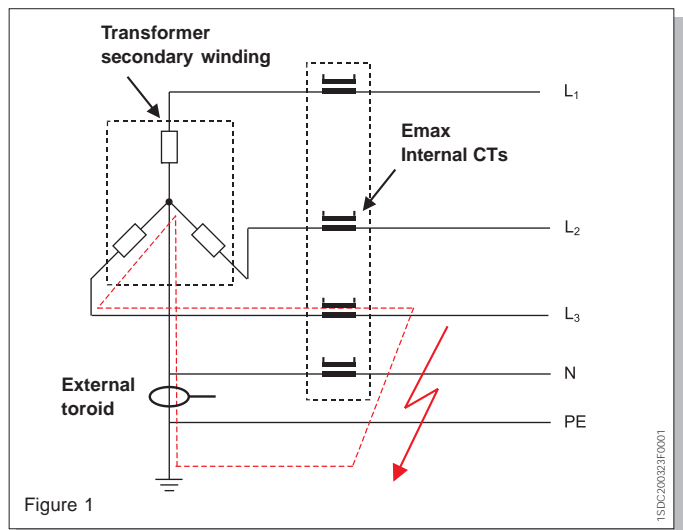 Transformer
secondary winding
L₁
Emax
Internal CTs
L₂
L₃
N
External
toroid
PE
Figure 1
1SDC200323F0001